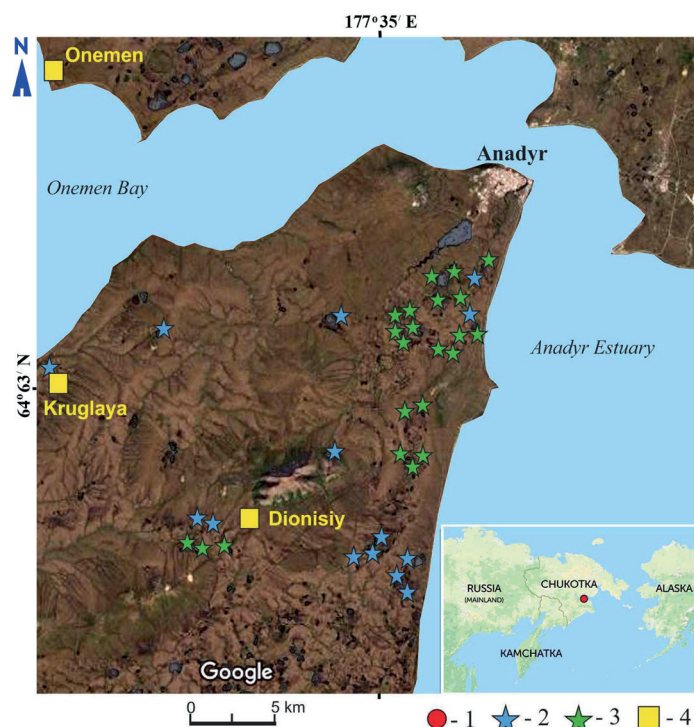 177°35′ E
N
Onemen
Anadyr
Onemen Bay
Anadyr Estuary
64°63′ N
Kruglaya
Dionisiy
RUSSIA
(MAINLAND)
CHUKOTKA
ALASKA
KAMCHATKA
Google
0 5 km
- 1 - 2 - 3 - 4